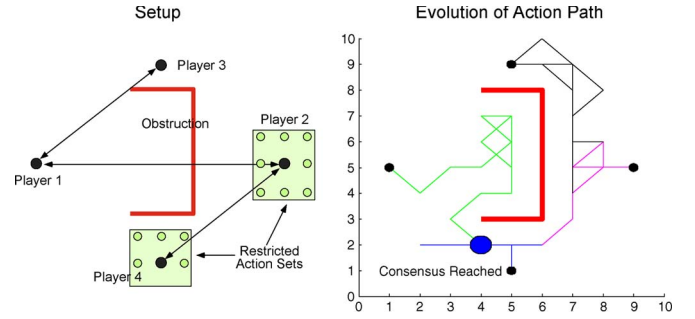 Setup
Player 3
Obstruction
Player 2
Player 1
Restricted
Action Sets
Player 4
Evolution of Action Path
10
9
8
7
6
5
4
3
2
1
0
Consensus Reached
0 1 2 3 4 5 6 7 8 9 10